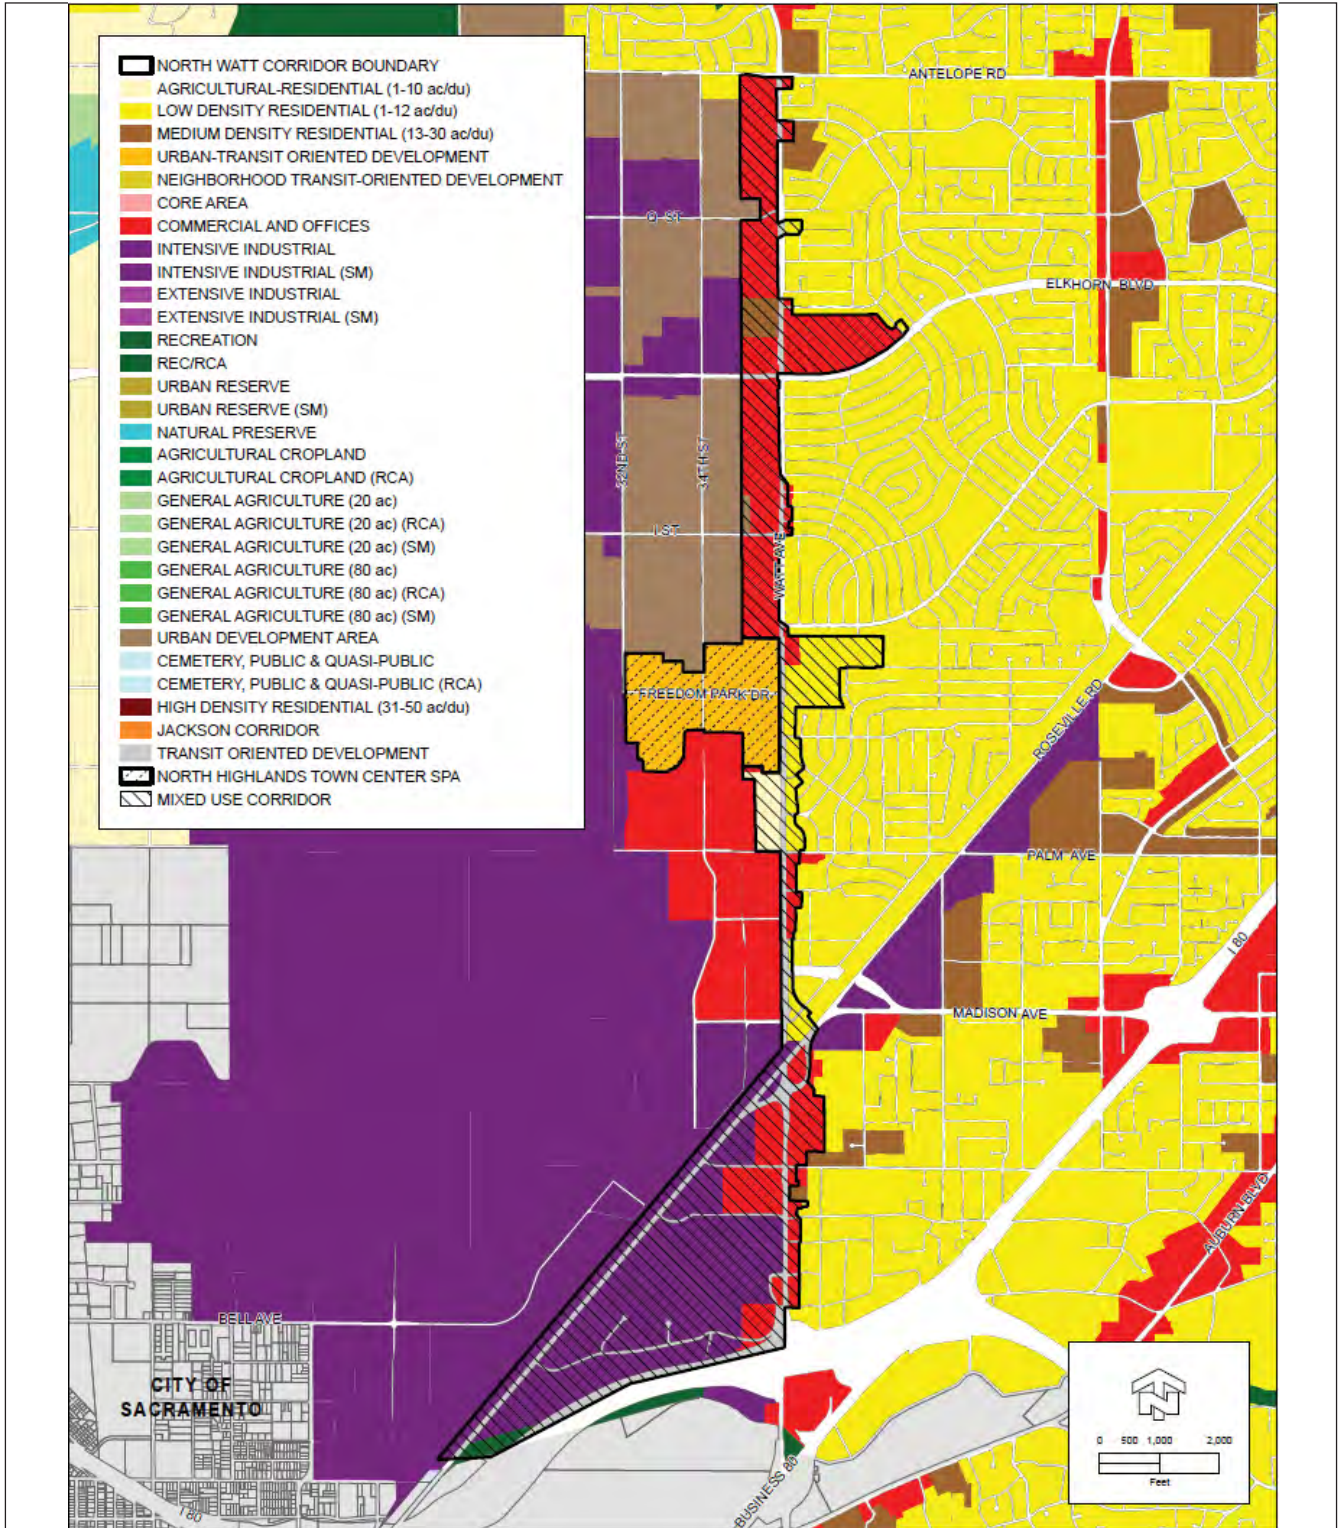 NORTH WATT CORRIDOR BOUNDARY
AGRICULTURAL-RESIDENTIAL (1-10 ac/du)
LOW DENSITY RESIDENTIAL (1-12 ac/du)
MEDIUM DENSITY RESIDENTIAL (13-30 ac/du)
URBAN-TRANSIT ORIENTED DEVELOPMENT
NEIGHBORHOOD TRANSIT-ORIENTED DEVELOPMENT
CORE AREA
COMMERCIAL AND OFFICES
INTENSIVE INDUSTRIAL
INTENSIVE INDUSTRIAL (SM)
EXTENSIVE INDUSTRIAL
EXTENSIVE INDUSTRIAL (SM)
RECREATION
REC/RCA
URBAN RESERVE
URBAN RESERVE (SM)
NATURAL PRESERVE
AGRICULTURAL CROPLAND
AGRICULTURAL CROPLAND (RCA)
GENERAL AGRICULTURE (20 ac)
GENERAL AGRICULTURE (20 ac) (RCA)
GENERAL AGRICULTURE (20 ac) (SM)
GENERAL AGRICULTURE (80 ac)
GENERAL AGRICULTURE (80 ac) (RCA)
GENERAL AGRICULTURE (80 ac) (SM)
URBAN DEVELOPMENT AREA
CEMETERY, PUBLIC & QUASI-PUBLIC
CEMETERY, PUBLIC & QUASI-PUBLIC (RCA)
HIGH DENSITY RESIDENTIAL (31-50 ac/du)
JACKSON CORRIDOR
TRANSIT ORIENTED DEVELOPMENT
NORTH HIGHLANDS TOWN CENTER SPA
MIXED USE CORRIDOR
ANTELOPE RD
Q ST
ELKHORN BLVD
32ND ST
34TH ST
I ST
WATT AVE
FREEDOM PARK DR
ROSEVILLE RD
PALM AVE
I 80
MADISON AVE
AUBURN BLVD
BELL AVE
CITY OF
SACRAMENTO
I 80
BUSINESS 80
N
0 500 1,000 2,000
Feet